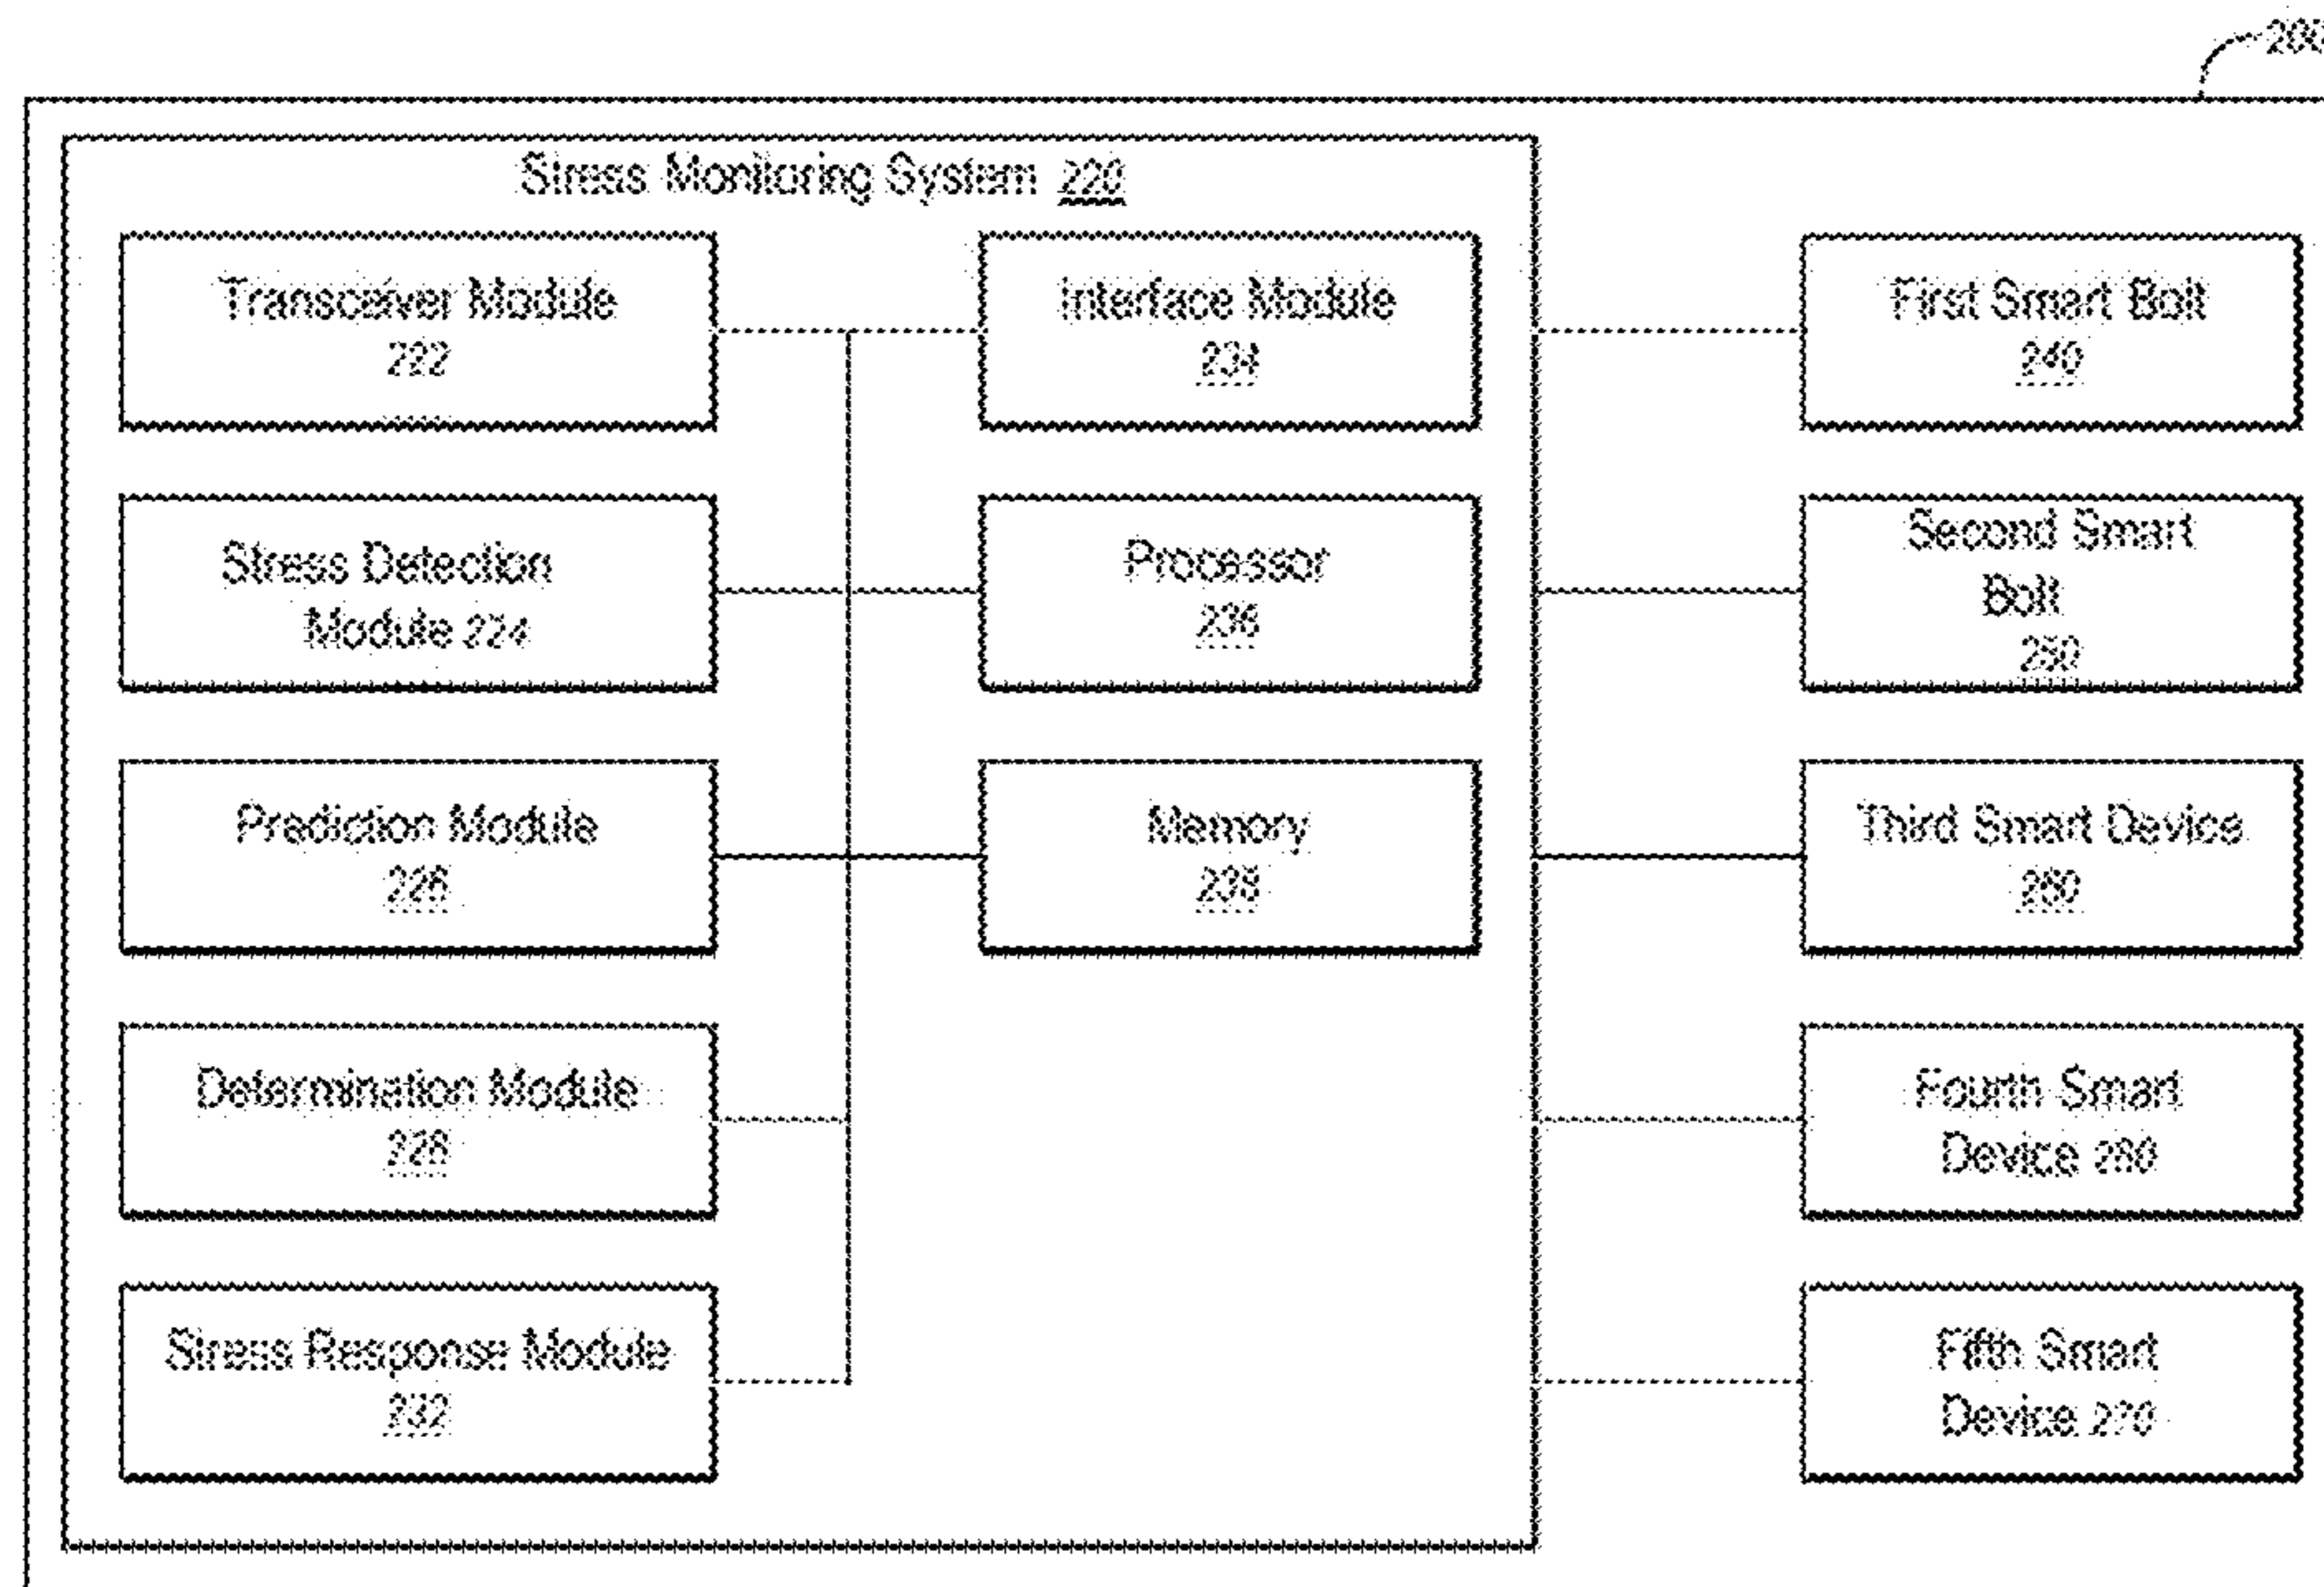 200
Stress Monitoring System 220
Transceiver Module
222
Interface Module
234
First Smart Bolt
240
Stress Detection
Module 224
Processor
236
Second Smart
Bolt
250
Prediction Module
226
Memory
238
Third Smart Device
260
Determination Module
228
Fourth Smart
Device 280
Stress Response Module
232
Fifth Smart
Device 270